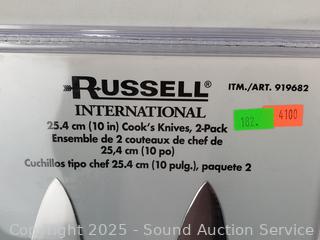 RUSSELL®
INTERNATIONAL
ITM./ART. 919682
182.
4100
25.4 cm (10 in) Cook's Knives, 2-Pack
Ensemble de 2 couteaux de chef de
25,4 cm (10 po)
Cuchillos tipo chef 25.4 cm (10 pulg.), paquete 2
Copyright © 2025 - Sound Auction Service